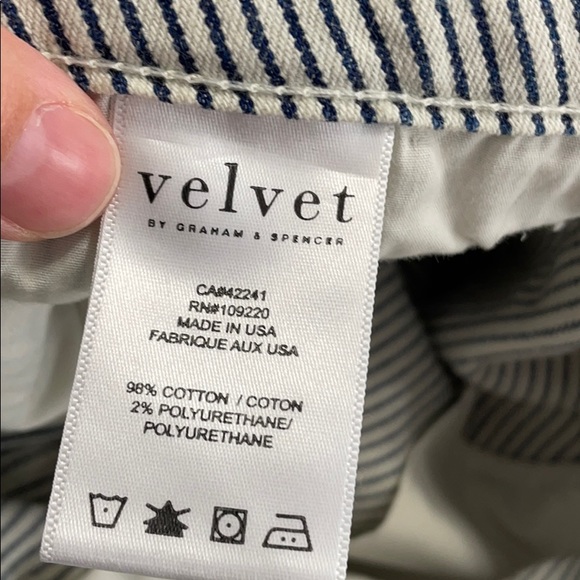 velvet
BY GRAHAM & SPENCER
CA#42241
RN#109220
MADE IN USA
FABRIQUE AUX USA
98% COTTON / COTON
2% POLYURETHANE/
POLYURETHANE